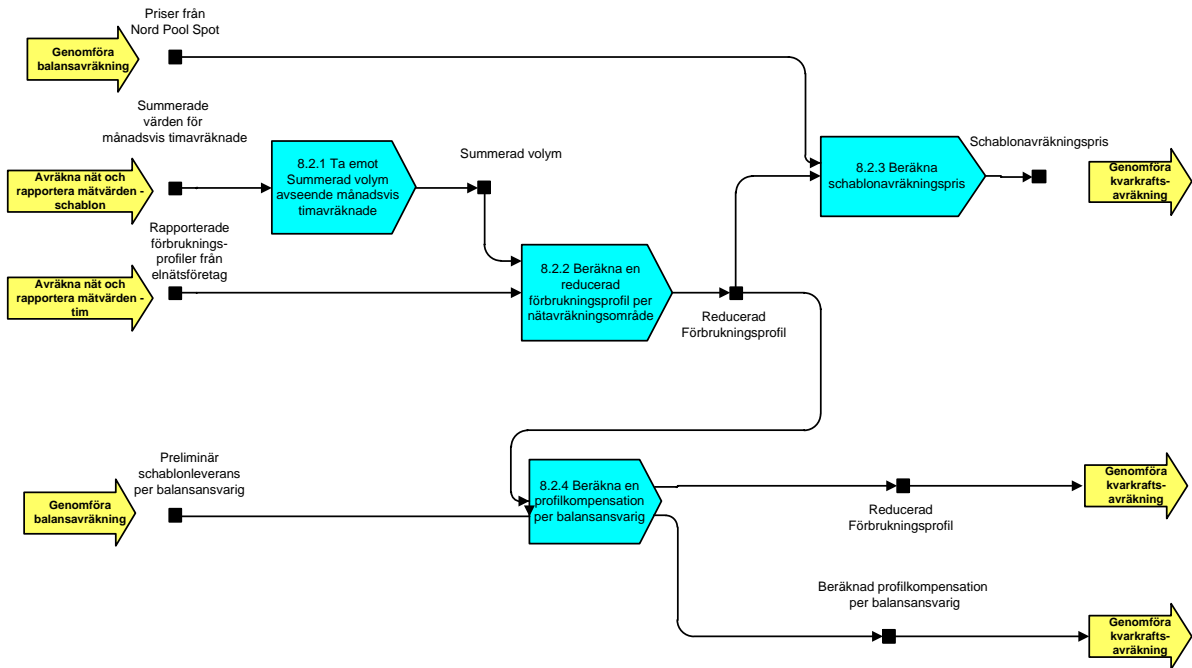 Priser från
Nord Pool Spot
Genomföra
balansavräkning
Summerade
värden för
månadsvis timavräknade
Schablonavräkningspris
8.2.1 Ta emot
Summerad volym
avseende månadsvis
timavräknade
Summerad volym
8.2.3 Beräkna
schablonavräkningspris
Avräkna nät och
rapportera mätvärden -
schablon
Genomföra
kvarkrafts-
avräkning
Rapporterade
förbruknings-
profiler från
elnätsföretag
Avräkna nät och
rapportera mätvärden -
tim
8.2.2 Beräkna en
reducerad
förbrukningsprofil per
nätavräkningsområde
Reducerad
Förbrukningsprofil
Preliminär
schablonleverans
per balansansvarig
Genomföra
balansavräkning
8.2.4 Beräkna en
profilkompensation
per balansansvarig
Genomföra
kvarkrafts-
avräkning
Reducerad
Förbrukningsprofil
Beräknad profilkompensation
per balansansvarig
Genomföra
kvarkrafts-
avräkning